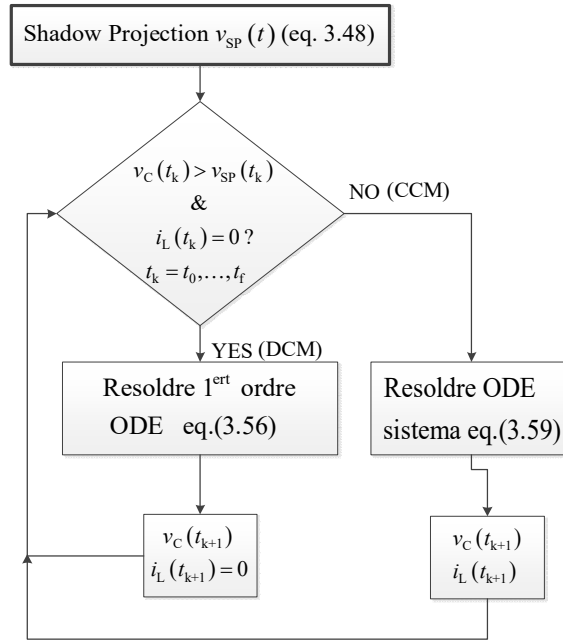 Shadow Projection v_SP(t) (eq. 3.48)
v_C(t_k) > v_SP(t_k)
&
i_L(t_k) = 0 ?
t_k = t_0,…,t_f
NO (CCM)
YES (DCM)
Resoldre 1^ert ordre
ODE eq.(3.56)
Resoldre ODE
sistema eq.(3.59)
v_C(t_k+1)
i_L(t_k+1) = 0
v_C(t_k+1)
i_L(t_k+1)